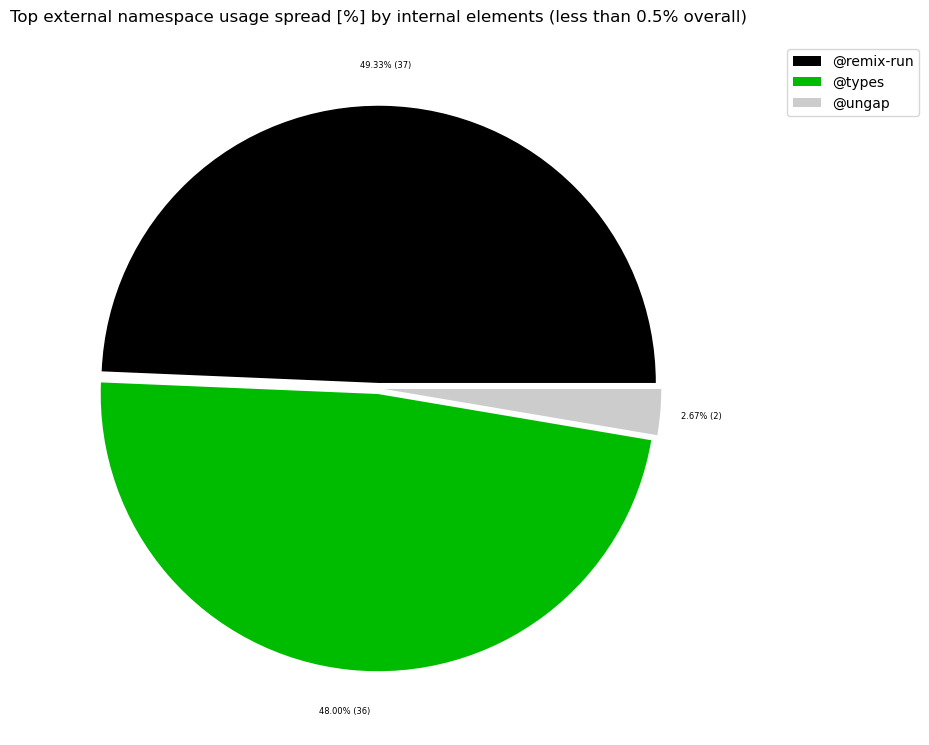 Top external namespace usage spread [%] by internal elements (less than 0.5% overall)
49.33% (37)
@remix-run
@types
@ungap
2.67% (2)
48.00% (36)